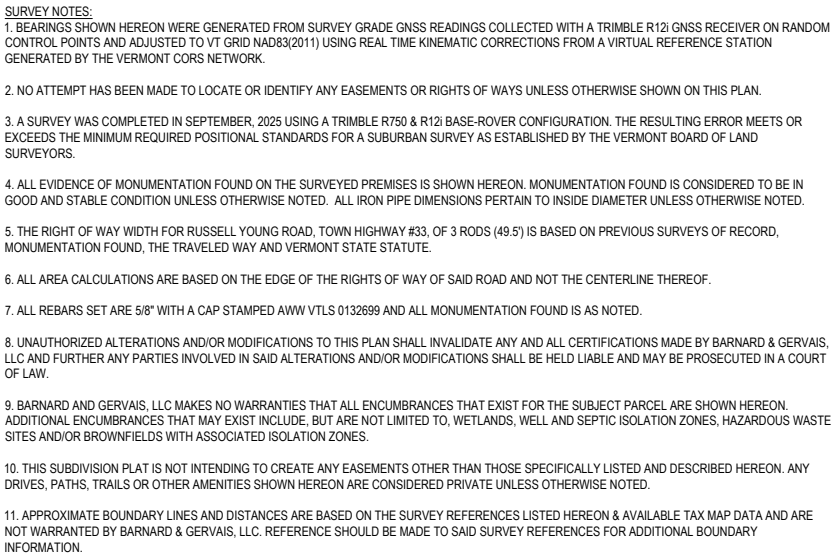 SURVEY NOTES:
1. BEARINGS SHOWN HEREON WERE GENERATED FROM SURVEY GRADE GNSS READINGS COLLECTED WITH A TRIMBLE R12i GNSS RECEIVER ON RANDOM
CONTROL POINTS AND ADJUSTED TO VT GRID NAD83(2011) USING REAL TIME KINEMATIC CORRECTIONS FROM A VIRTUAL REFERENCE STATION
GENERATED BY THE VERMONT CORS NETWORK.
2. NO ATTEMPT HAS BEEN MADE TO LOCATE OR IDENTIFY ANY EASEMENTS OR RIGHTS OF WAYS UNLESS OTHERWISE SHOWN ON THIS PLAN.
3. A SURVEY WAS COMPLETED IN SEPTEMBER, 2025 USING A TRIMBLE R750 & R12i BASE-ROVER CONFIGURATION. THE RESULTING ERROR MEETS OR
EXCEEDS THE MINIMUM REQUIRED POSITIONAL STANDARDS FOR A SUBURBAN SURVEY AS ESTABLISHED BY THE VERMONT BOARD OF LAND
SURVEYORS.
4. ALL EVIDENCE OF MONUMENTATION FOUND ON THE SURVEYED PREMISES IS SHOWN HEREON. MONUMENTATION FOUND IS CONSIDERED TO BE IN
GOOD AND STABLE CONDITION UNLESS OTHERWISE NOTED. ALL IRON PIPE DIMENSIONS PERTAIN TO INSIDE DIAMETER UNLESS OTHERWISE NOTED.
5. THE RIGHT OF WAY WIDTH FOR RUSSELL YOUNG ROAD, TOWN HIGHWAY #33, OF 3 RODS (49.5') IS BASED ON PREVIOUS SURVEYS OF RECORD,
MONUMENTATION FOUND, THE TRAVELED WAY AND VERMONT STATE STATUTE.
6. ALL AREA CALCULATIONS ARE BASED ON THE EDGE OF THE RIGHTS OF WAY OF SAID ROAD AND NOT THE CENTERLINE THEREOF.
7. ALL REBARS SET ARE 5/8" WITH A CAP STAMPED AWW VTLS 0132699 AND ALL MONUMENTATION FOUND IS AS NOTED.
8. UNAUTHORIZED ALTERATIONS AND/OR MODIFICATIONS TO THIS PLAN SHALL INVALIDATE ANY AND ALL CERTIFICATIONS MADE BY BARNARD & GERVAIS,
LLC AND FURTHER ANY PARTIES INVOLVED IN SAID ALTERATIONS AND/OR MODIFICATIONS SHALL BE HELD LIABLE AND MAY BE PROSECUTED IN A COURT
OF LAW.
9. BARNARD AND GERVAIS, LLC MAKES NO WARRANTIES THAT ALL ENCUMBRANCES THAT EXIST FOR THE SUBJECT PARCEL ARE SHOWN HEREON.
ADDITIONAL ENCUMBRANCES THAT MAY EXIST INCLUDE, BUT ARE NOT LIMITED TO, WETLANDS, WELL AND SEPTIC ISOLATION ZONES, HAZARDOUS WASTE
SITES AND/OR BROWNFIELDS WITH ASSOCIATED ISOLATION ZONES.
10. THIS SUBDIVISION PLAT IS NOT INTENDING TO CREATE ANY EASEMENTS OTHER THAN THOSE SPECIFICALLY LISTED AND DESCRIBED HEREON. ANY
DRIVES, PATHS, TRAILS OR OTHER AMENITIES SHOWN HEREON ARE CONSIDERED PRIVATE UNLESS OTHERWISE NOTED.
11. APPROXIMATE BOUNDARY LINES AND DISTANCES ARE BASED ON THE SURVEY REFERENCES LISTED HEREON & AVAILABLE TAX MAP DATA AND ARE
NOT WARRANTED BY BARNARD & GERVAIS, LLC. REFERENCE SHOULD BE MADE TO SAID SURVEY REFERENCES FOR ADDITIONAL BOUNDARY
INFORMATION.